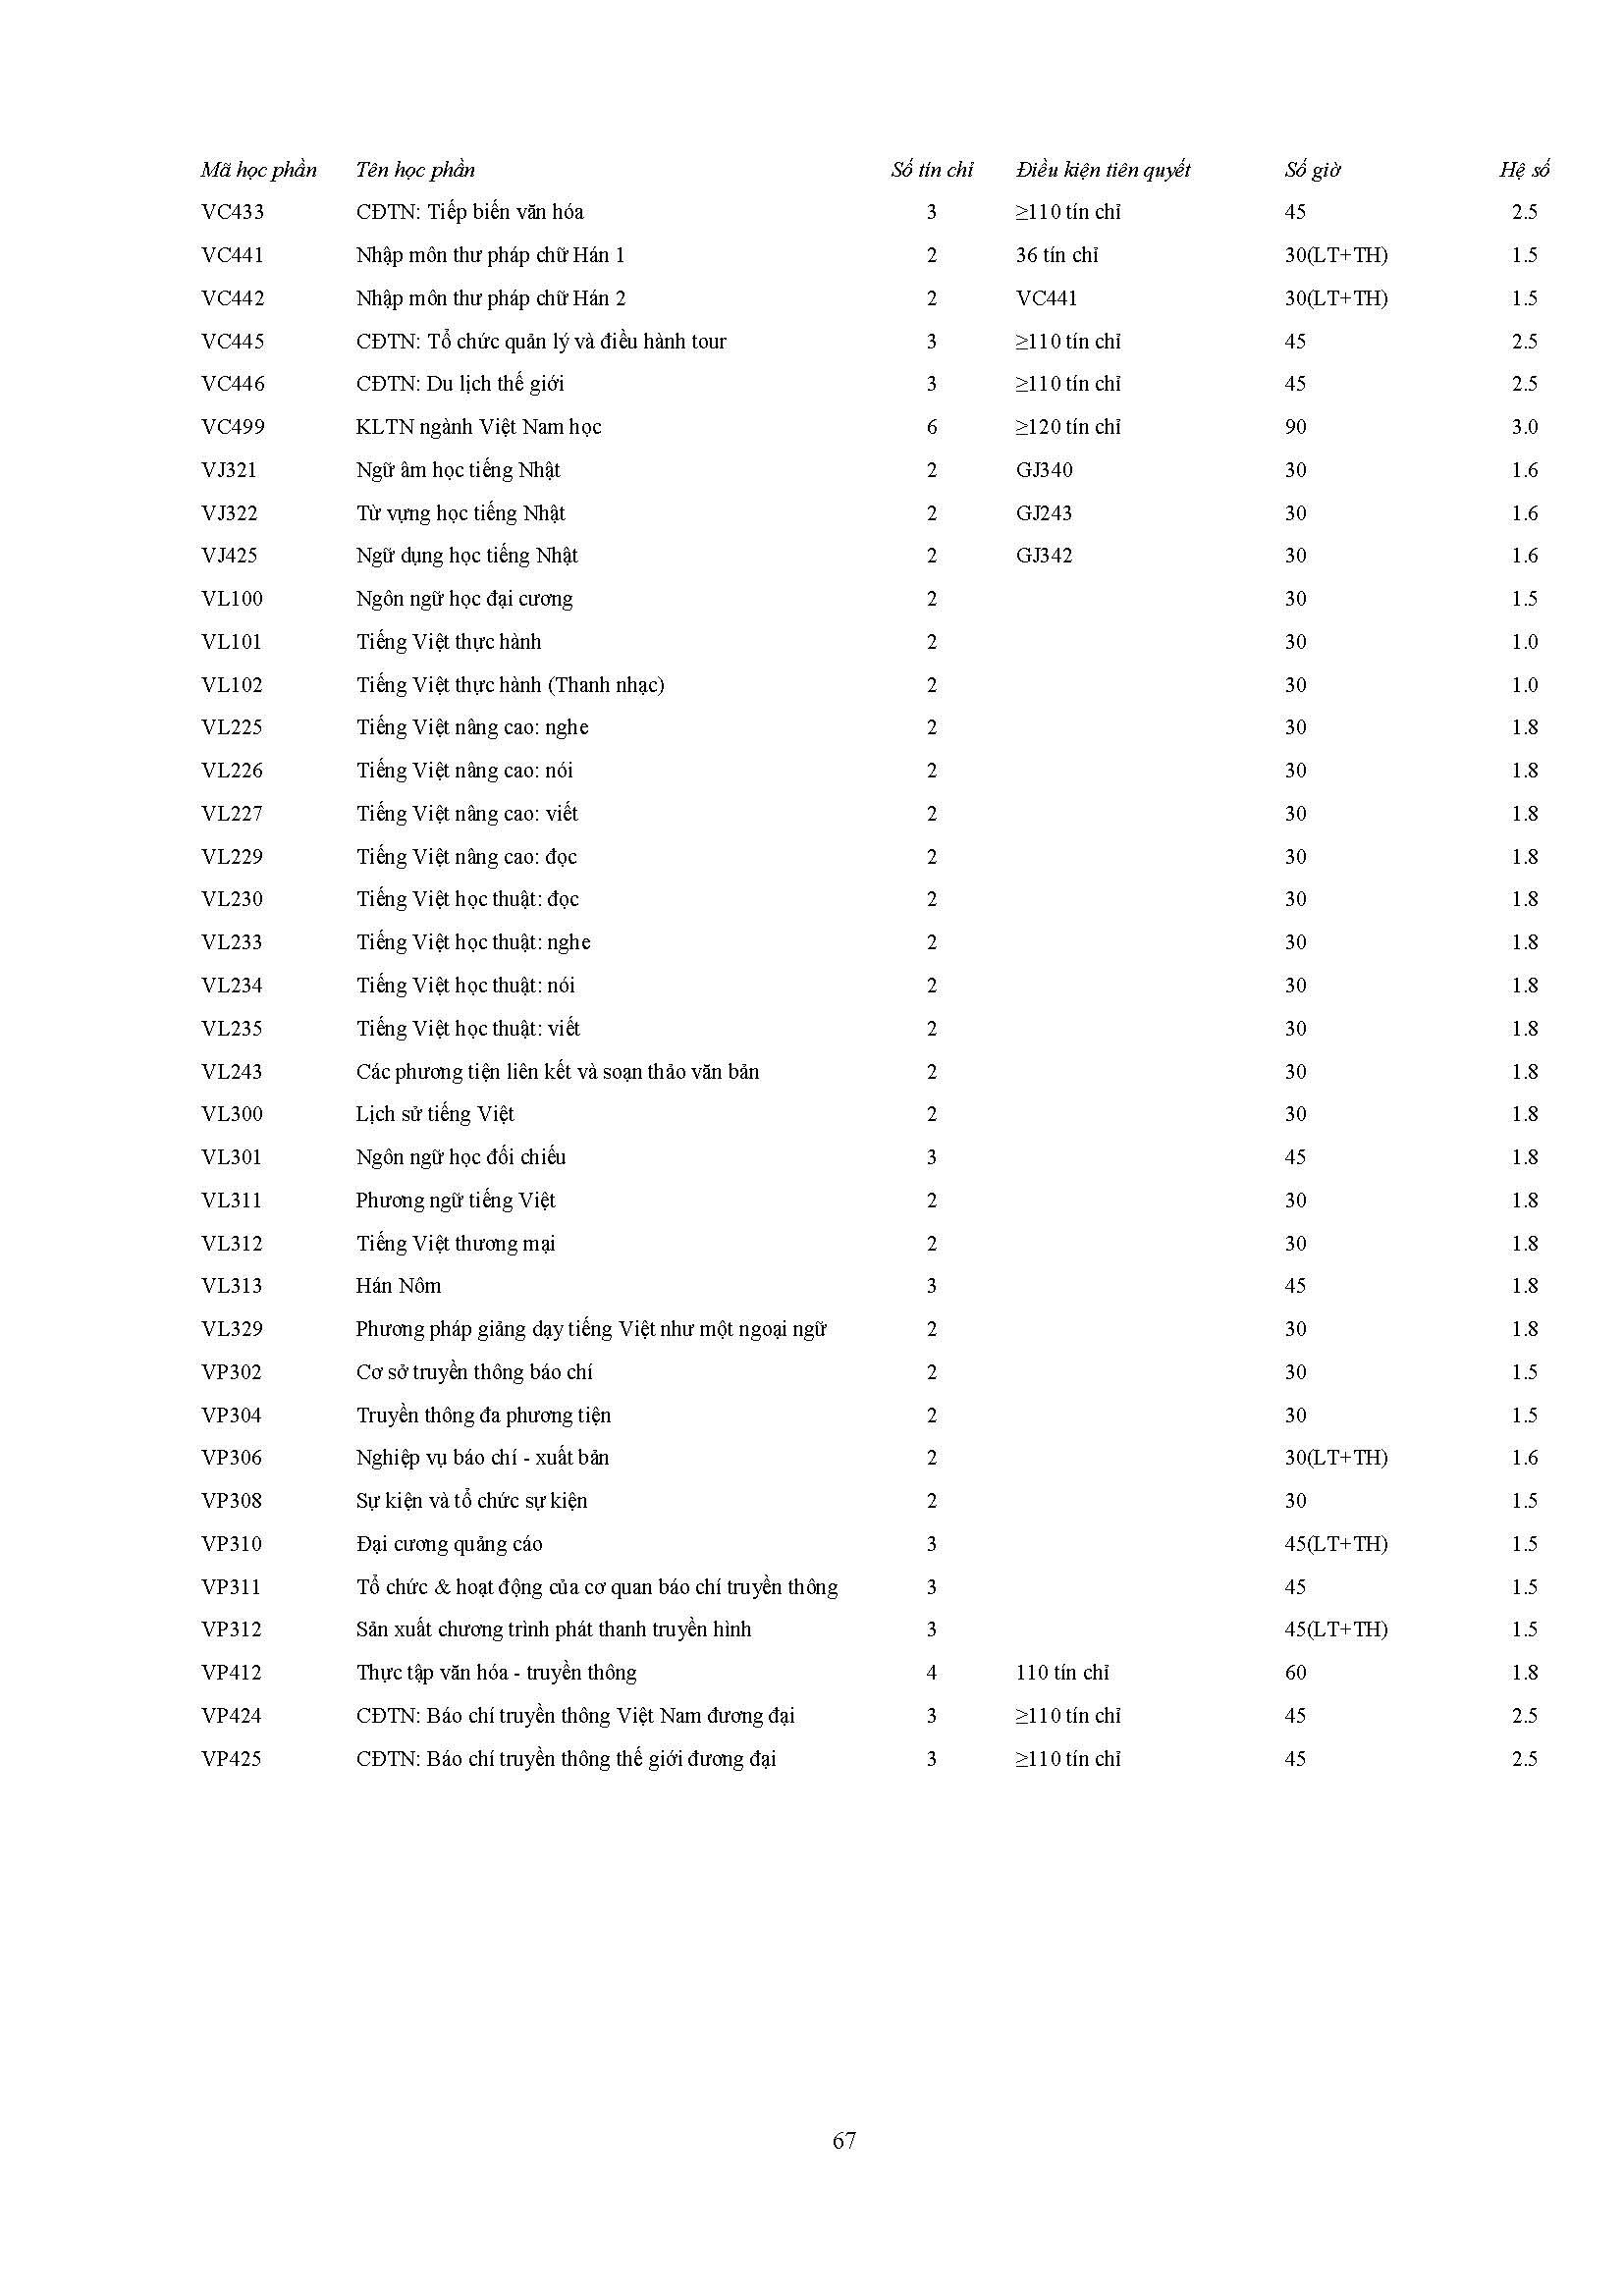 Mã học phần Tên học phần Số tín chỉ Điều kiện tiên quyết Số giờ Hệ số
VC433 CĐTN: Tiếp biến văn hóa 3 ≥110 tín chỉ 45 2.5
VC441 Nhập môn thư pháp chữ Hán 1 2 36 tín chỉ 30(LT+TH) 1.5
VC442 Nhập môn thư pháp chữ Hán 2 2 VC441 30(LT+TH) 1.5
VC445 CĐTN: Tổ chức quản lý và điều hành tour 3 ≥110 tín chỉ 45 2.5
VC446 CĐTN: Du lịch thế giới 3 ≥110 tín chỉ 45 2.5
VC499 KLTN ngành Việt Nam học 6 ≥120 tín chỉ 90 3.0
VJ321 Ngữ âm học tiếng Nhật 2 GJ340 30 1.6
VJ322 Từ vựng học tiếng Nhật 2 GJ243 30 1.6
VJ425 Ngữ dụng học tiếng Nhật 2 GJ342 30 1.6
VL100 Ngôn ngữ học đại cương 2 30 1.5
VL101 Tiếng Việt thực hành 2 30 1.0
VL102 Tiếng Việt thực hành (Thanh nhạc) 2 30 1.0
VL225 Tiếng Việt nâng cao: nghe 2 30 1.8
VL226 Tiếng Việt nâng cao: nói 2 30 1.8
VL227 Tiếng Việt nâng cao: viết 2 30 1.8
VL229 Tiếng Việt nâng cao: đọc 2 30 1.8
VL230 Tiếng Việt học thuật: đọc 2 30 1.8
VL233 Tiếng Việt học thuật: nghe 2 30 1.8
VL234 Tiếng Việt học thuật: nói 2 30 1.8
VL235 Tiếng Việt học thuật: viết 2 30 1.8
VL243 Các phương tiện liên kết và soạn thảo văn bản 2 30 1.8
VL300 Lịch sử tiếng Việt 2 30 1.8
VL301 Ngôn ngữ học đối chiếu 3 45 1.8
VL311 Phương ngữ tiếng Việt 2 30 1.8
VL312 Tiếng Việt thương mại 2 30 1.8
VL313 Hán Nôm 3 45 1.8
VL329 Phương pháp giảng dạy tiếng Việt như một ngoại ngữ 2 30 1.8
VP302 Cơ sở truyền thông báo chí 2 30 1.5
VP304 Truyền thông đa phương tiện 2 30 1.5
VP306 Nghiệp vụ báo chí - xuất bản 2 30(LT+TH) 1.6
VP308 Sự kiện và tổ chức sự kiện 2 30 1.5
VP310 Đại cương quảng cáo 3 45(LT+TH) 1.5
VP311 Tổ chức & hoạt động của cơ quan báo chí truyền thông 3 45 1.5
VP312 Sản xuất chương trình phát thanh truyền hình 3 45(LT+TH) 1.5
VP412 Thực tập văn hóa - truyền thông 4 110 tín chỉ 60 1.8
VP424 CĐTN: Báo chí truyền thông Việt Nam đương đại 3 ≥110 tín chỉ 45 2.5
VP425 CĐTN: Báo chí truyền thông thế giới đương đại 3 ≥110 tín chỉ 45 2.5
67